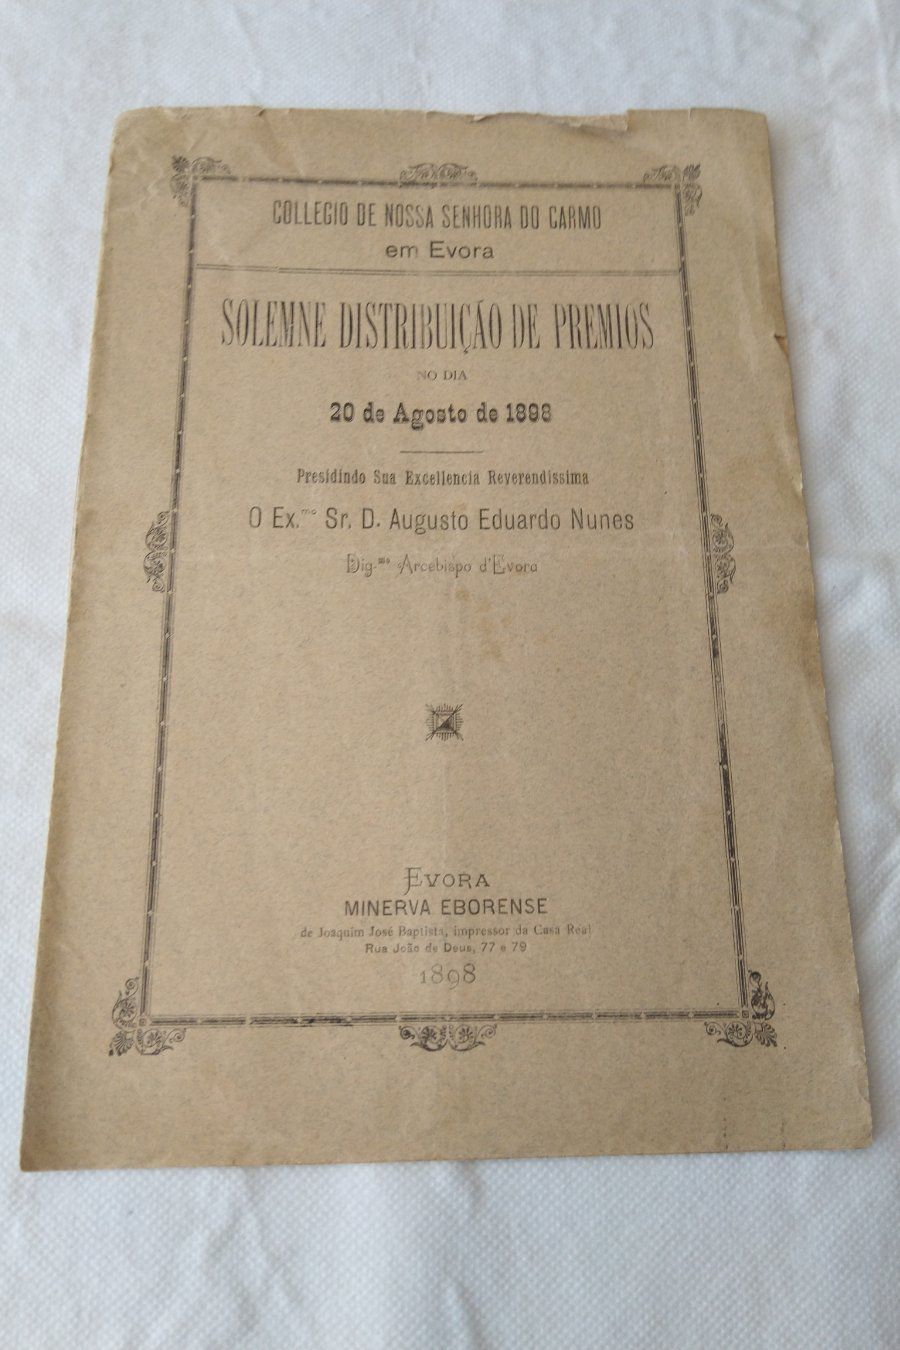 COLLEGIO DE NOSSA SENHORA DO CARMO
em Evora
SOLEMNE DISTRIBUIÇÃO DE PREMIOS
NO DIA
20 de Agosto de 1898
Presidindo Sua Excellencia Reverendissima
O Ex.mo Sr. D. Augusto Eduardo Nunes
Dig.mo Arcebispo d'Evora
EVORA
MINERVA EBORENSE
de Joaquim José Baptista, impressor da Casa Real
Rua João de Deus, 77 e 79
1898